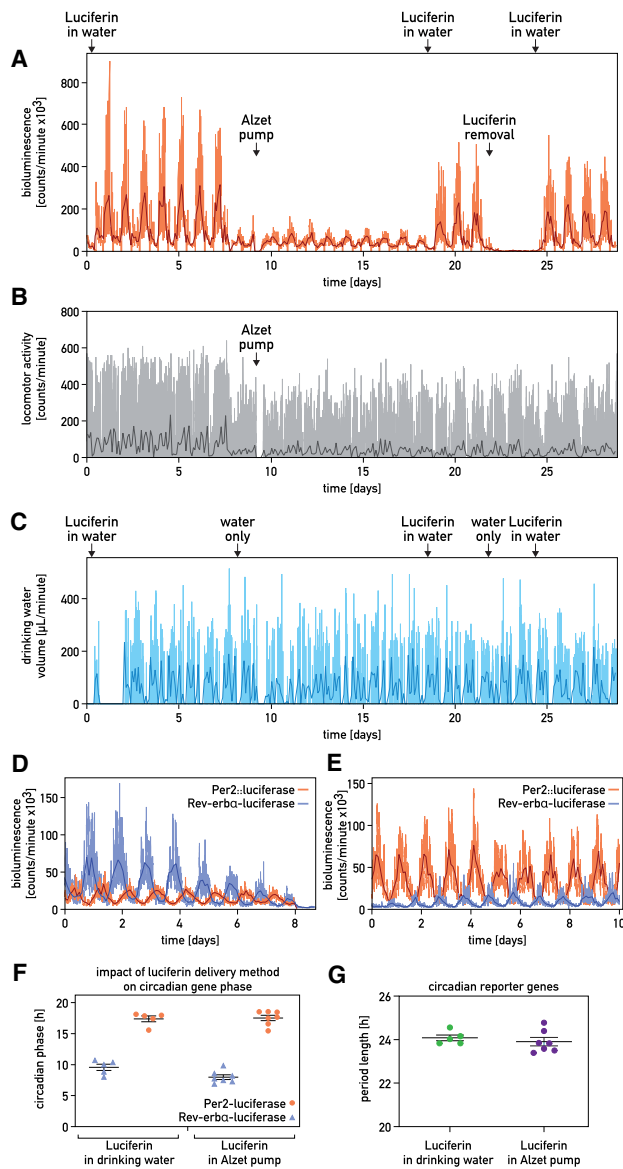 Luciferin
in water
Luciferin
in water
Luciferin
in water
A
bioluminescence
[counts/minute x10³]
800
600
400
200
0
Alzet
pump
Luciferin
removal
0 5 10 15 20 25
time [days]
B
locomotor activity
[counts/minute]
800
600
400
200
0
Alzet
pump
0 5 10 15 20 25
time [days]
C
Luciferin
in water
water
only
Luciferin
in water
water
only
Luciferin
in water
drinking water
volume [µL/minute]
400
200
0
0 5 10 15 20 25
time [days]
D
bioluminescence
[counts/minute x10³]
150
100
50
0
Per2::luciferase
Rev-erbα-luciferase
0 2 4 6 8
time [days]
E
bioluminescence
[counts/minute x10³]
150
100
50
0
Per2::luciferase
Rev-erbα-luciferase
0 2 4 6 8 10
time [days]
F
impact of luciferin delivery method
on circadian gene phase
circadian phase [h]
20
15
10
5
0
Per2-luciferase
Rev-erbα-luciferase
Luciferin
in drinking water
Luciferin
in Alzet pump
G
circadian reporter genes
period length [h]
26
24
22
20
Luciferin
in drinking water
Luciferin
in Alzet pump